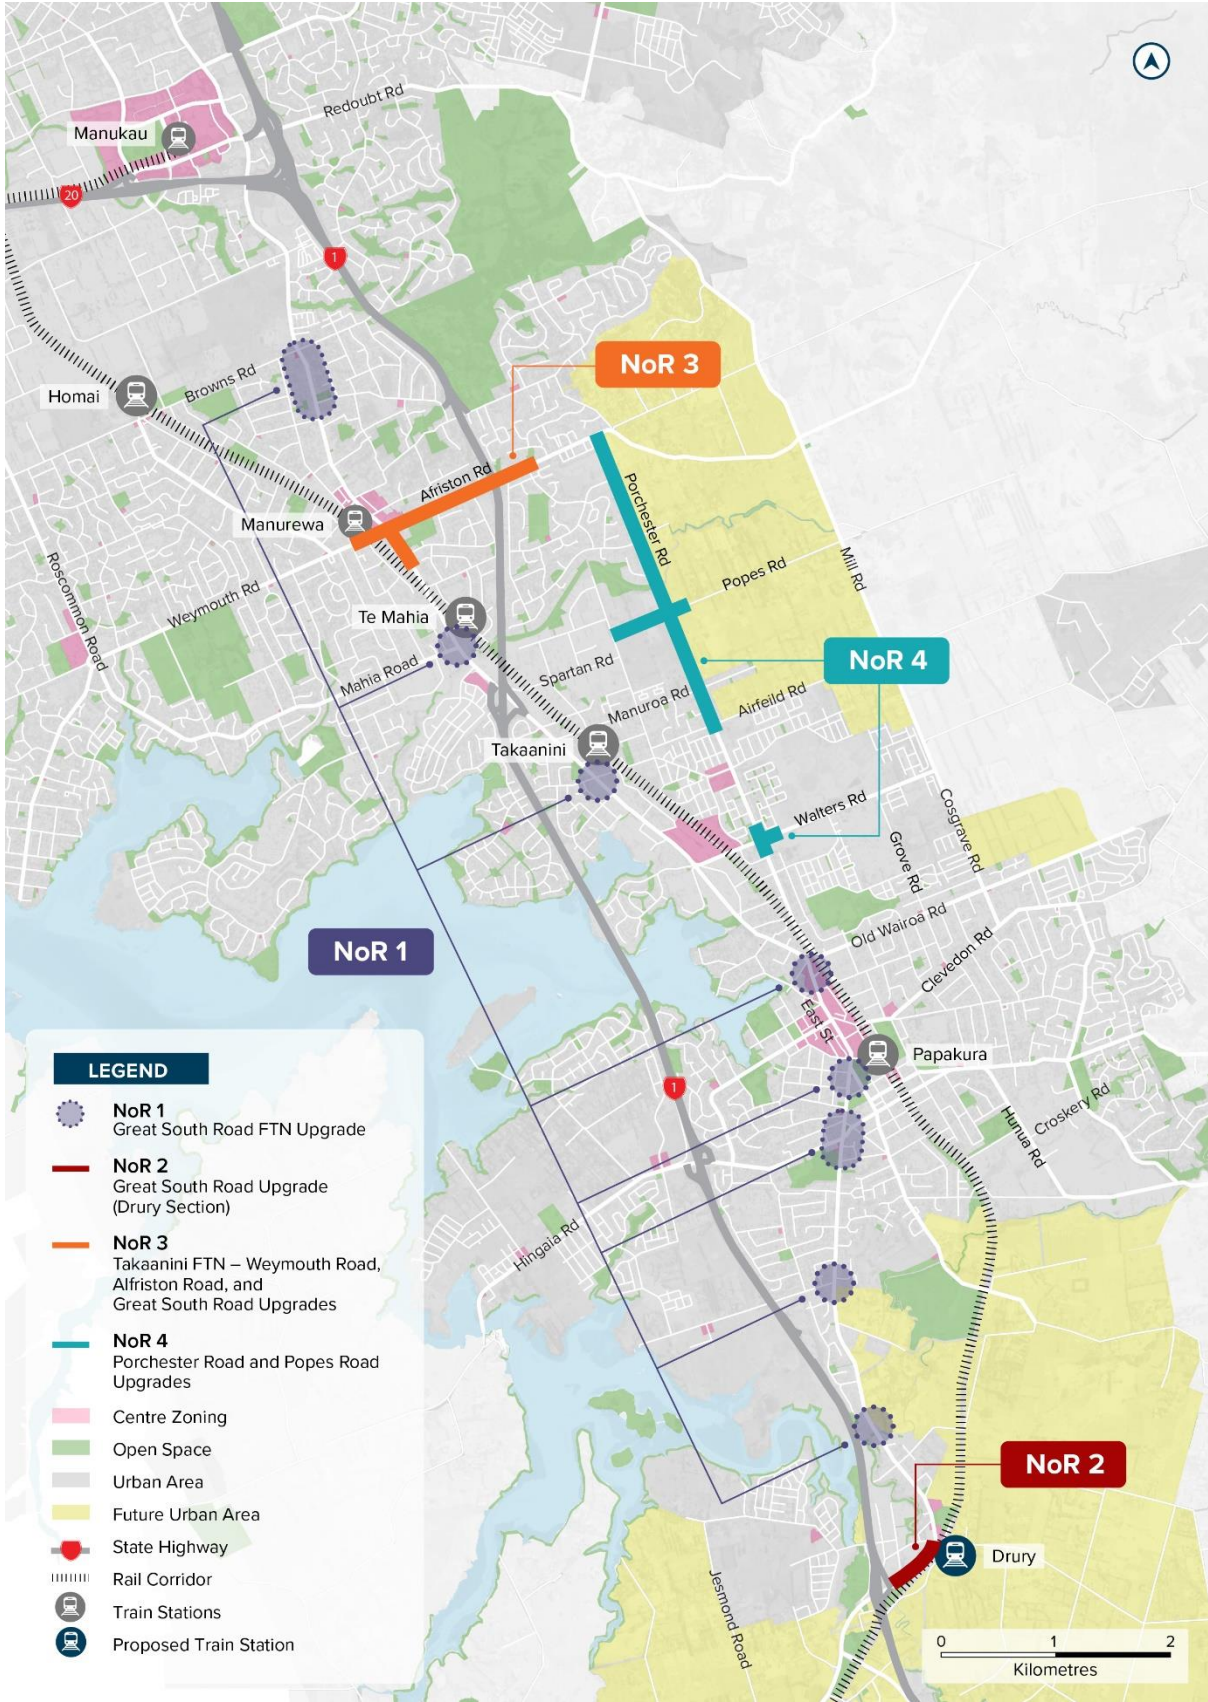 Redoubt Rd
Manukau
20
1
NoR 3
Browns Rd
Homai
Afriston Rd
Porchester Rd
Manurewa
Roscommon Road
Weymouth Rd
Popes Rd
Mill Rd
Te Mahia
NoR 4
Mahia Road
Spartan Rd
Manuroa Rd
Airfeild Rd
Takaanini
Walters Rd
Cosgrave Rd
Grove Rd
Old Wairoa Rd
NoR 1
Clevedon Rd
East St
Papakura
1
Croskery Rd
Hunua Rd
Hingaia Rd
NoR 2
Drury
Jesmond Road
LEGEND
NoR 1
Great South Road FTN Upgrade
NoR 2
Great South Road Upgrade
(Drury Section)
NoR 3
Takaanini FTN – Weymouth Road,
Alfriston Road, and
Great South Road Upgrades
NoR 4
Porchester Road and Popes Road
Upgrades
Centre Zoning
Open Space
Urban Area
Future Urban Area
State Highway
Rail Corridor
Train Stations
Proposed Train Station
0 1 2
Kilometres